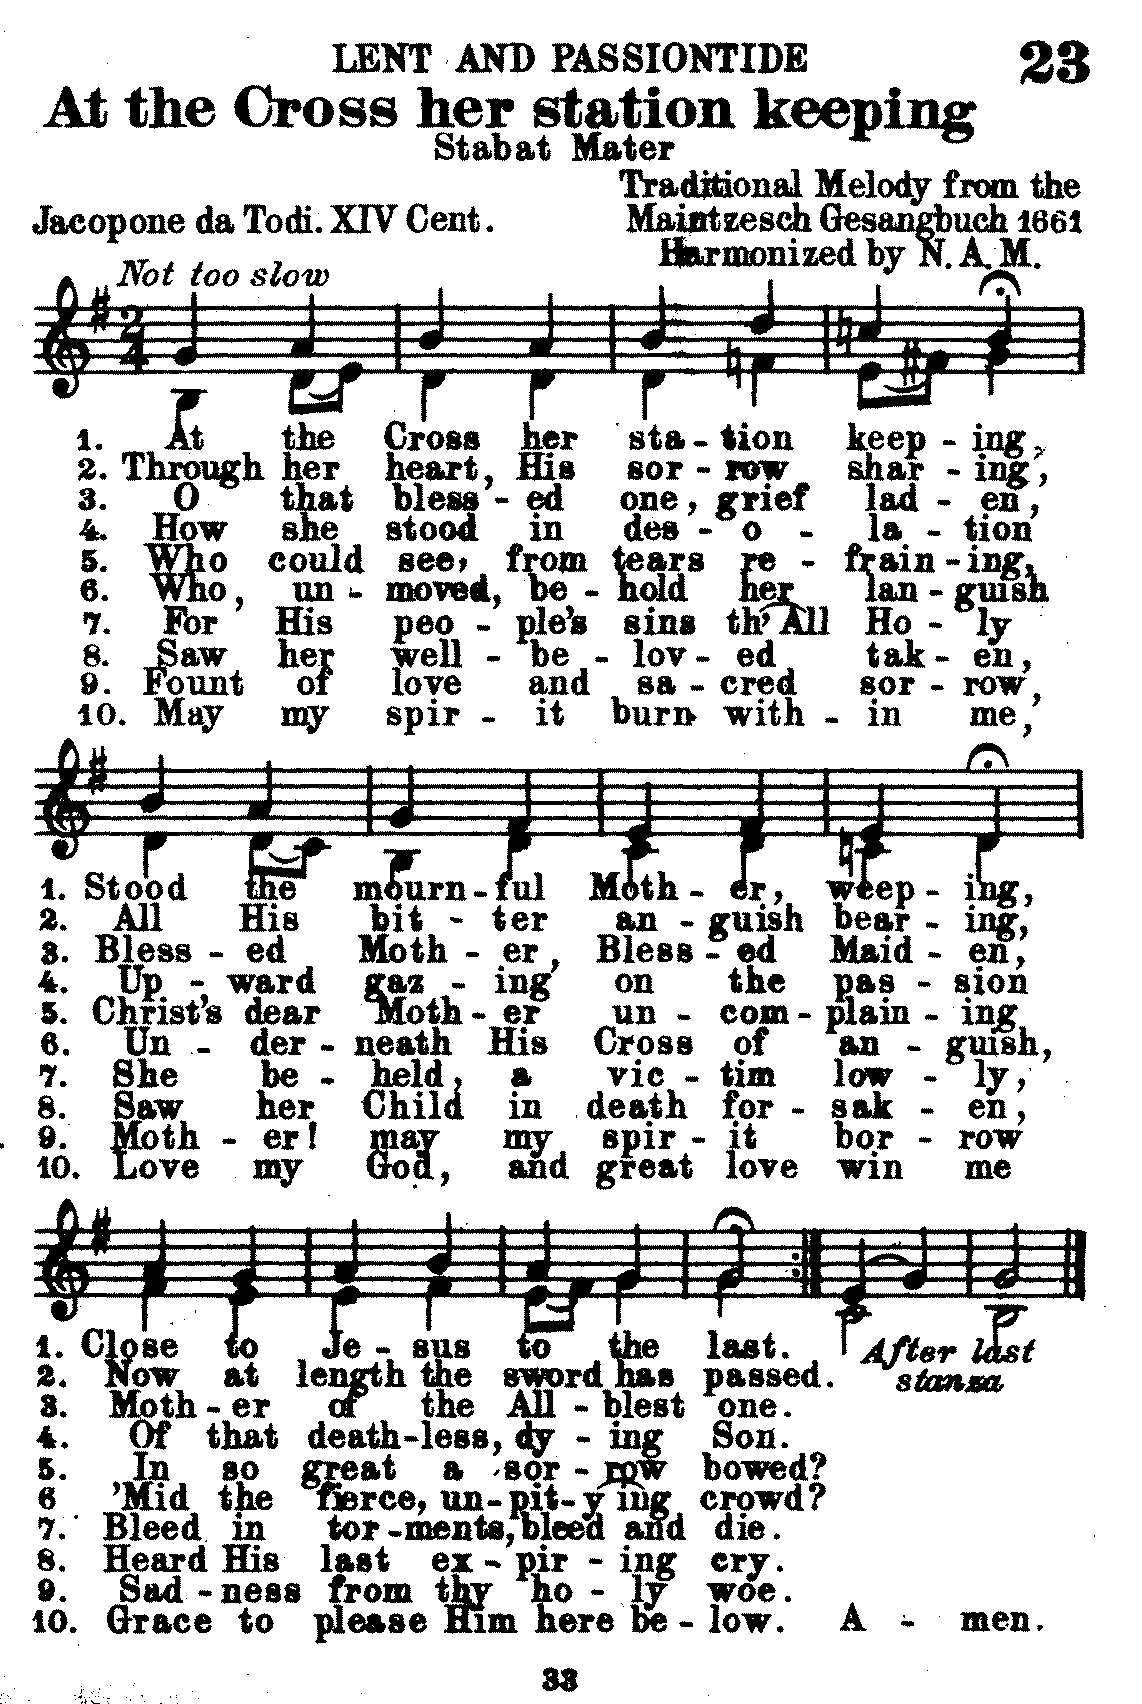 LENT AND PASSIONTIDE 23
At the Cross her station keeping
Stabat Mater
Traditional Melody from the
Jacopone da Todi. XIV Cent. Maintzesch Gesangbuch 1661
Harmonized by N. A. M.
Not too slow
2
4
1. At the Cross her sta - tion keep - ing,
2. Through her heart, His sor - row shar - ing,
3. O that bless - ed one, grief lad - en,
4. How she stood in des - o - la - tion
5. Who could see, from tears re - frain - ing,
6. Who, un - moved, be - hold her lan - guish
7. For His peo - ple's sins th' All Ho - ly
8. Saw her well - be - lov - ed tak - en,
9. Fount of love and sa - cred sor - row,
10. May my spir - it burn with - in me,
1. Stood the mourn - ful Moth - er, weep - ing,
2. All His bit - ter an - guish bear - ing,
3. Bless - ed Moth - er, Bless - ed Maid - en,
4. Up - ward gaz - ing on the pas - sion
5. Christ's dear Moth - er un - com - plain - ing
6. Un - der - neath His Cross of an - guish,
7. She be - held, a vic - tim low - ly,
8. Saw her Child in death for - sak - en,
9. Moth - er! may my spir - it bor - row
10. Love my God, and great love win me
1. Close to Je - sus to the last. After last
2. Now at length the sword has passed. stanza
3. Moth - er of the All - blest one.
4. Of that death-less, dy - ing Son.
5. In so great a sor - row bowed?
6 'Mid the fierce, un-pit-y ing crowd?
7. Bleed in tor -ments, bleed and die.
8. Heard His last ex - pir - ing cry.
9. Sad -ness from thy ho - ly woe.
10. Grace to please Him here be - low. A - men.
33